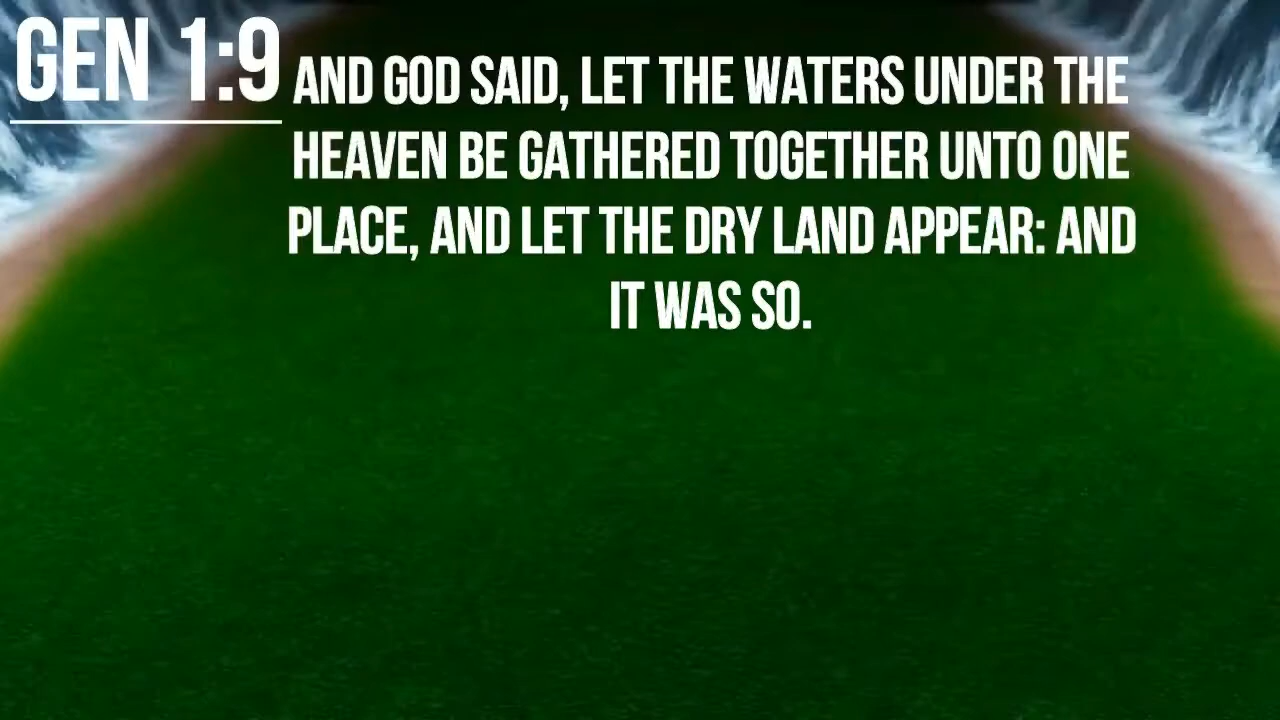 GEN 1:9
AND GOD SAID, LET THE WATERS UNDER THE
HEAVEN BE GATHERED TOGETHER UNTO ONE
PLACE, AND LET THE DRY LAND APPEAR: AND
IT WAS SO.